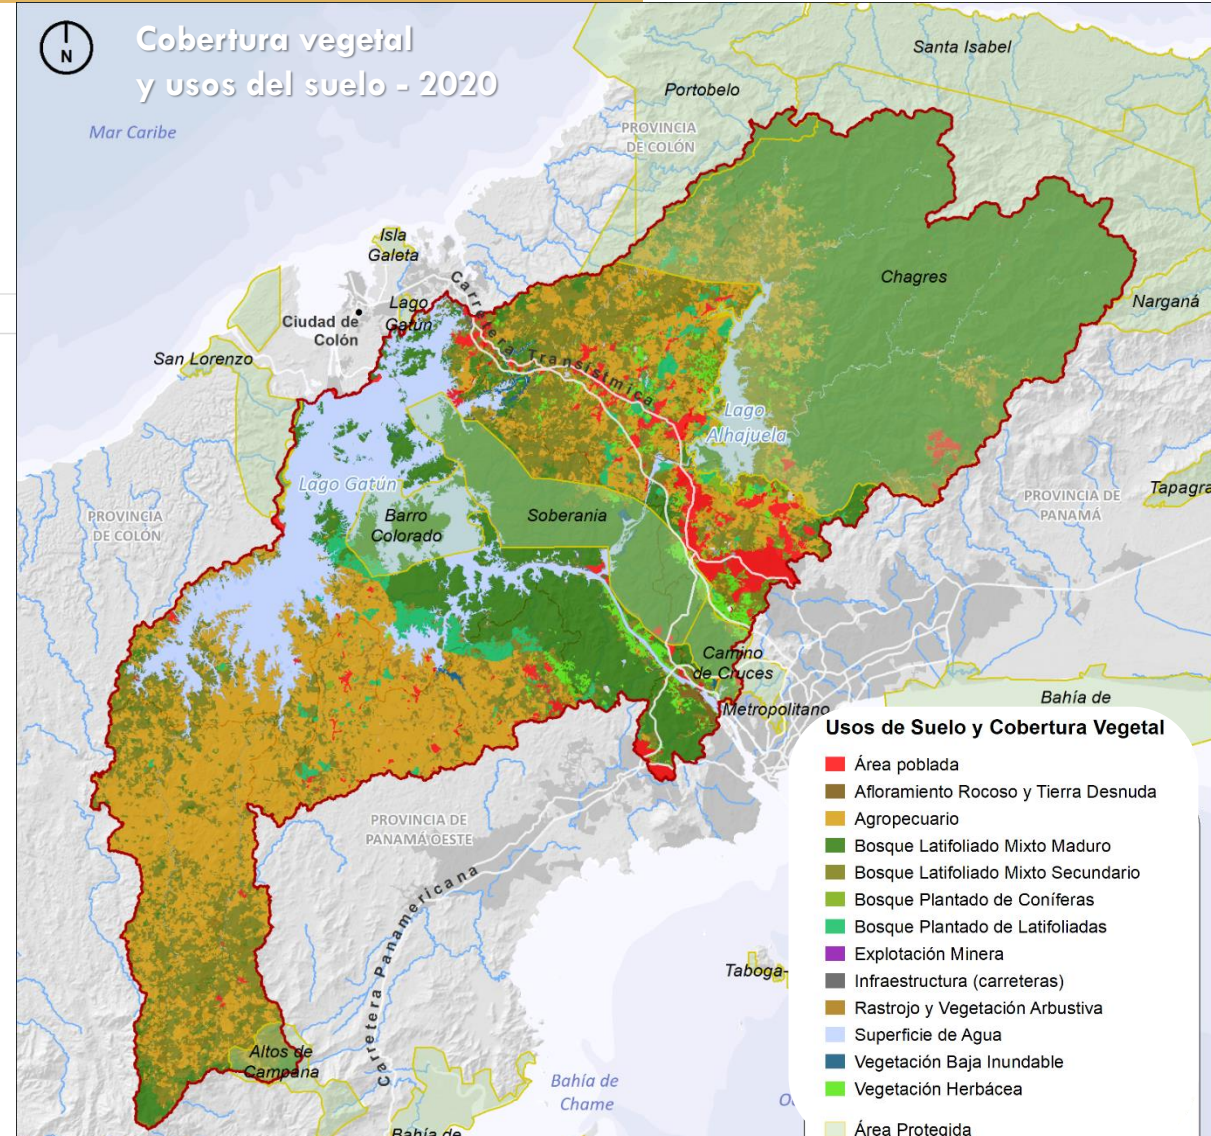 N
Cobertura vegetal
y usos del suelo - 2020
Mar Caribe
Santa Isabel
Portobelo
PROVINCIA
DE COLÓN
Isla
Galeta
Chagres
Narganá
Lago
Gatún
Carretera Transístmica
Ciudad de
Colón
San Lorenzo
Lago
Alhajuela
Lago Gatún
PROVINCIA
DE COLÓN
Barro
Colorado
Soberanía
PROVINCIA DE
PANAMÁ
Tapagra
Camino
de Cruces
Metropolitano
Bahía de
PROVINCIA DE
PANAMÁ OESTE
Carretera Panamericana
Taboga
Altos de
Campana
Bahía de
Chame
Bahía de
Usos de Suelo y Cobertura Vegetal
Área poblada
Afloramiento Rocoso y Tierra Desnuda
Agropecuario
Bosque Latifoliado Mixto Maduro
Bosque Latifoliado Mixto Secundario
Bosque Plantado de Coníferas
Bosque Plantado de Latifoliadas
Explotación Minera
Infraestructura (carreteras)
Rastrojo y Vegetación Arbustiva
Superficie de Agua
Vegetación Baja Inundable
Vegetación Herbácea
Área Protegida